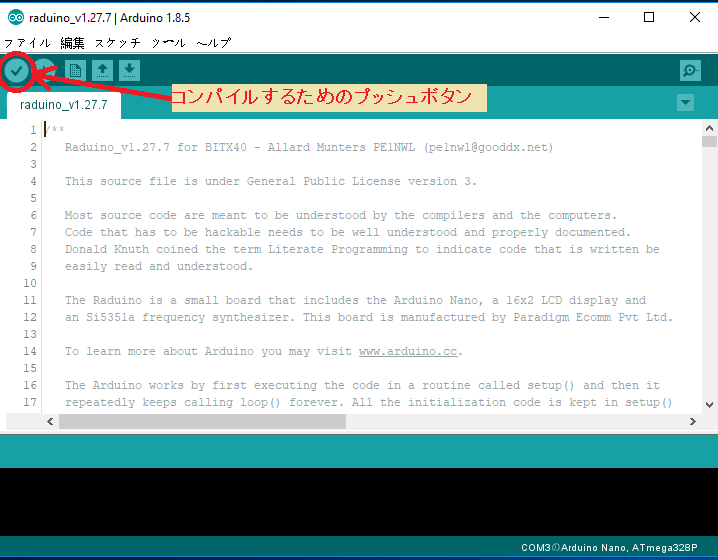 raduino_v1.27.7 | Arduino 1.8.5
ファイル 編集 スケッチ ツール ヘルプ
コンパイルするためのプッシュボタン
raduino_v1.27.7
1 /**
2 Raduino_v1.27.7 for BITX40 - Allard Munters PE1NWL (pe1nwl@gooddx.net)
3
4 This source file is under General Public License version 3.
5
6 Most source code are meant to be understood by the compilers and the computers.
7 Code that has to be hackable needs to be well understood and properly documented.
8 Donald Knuth coined the term Literate Programming to indicate code that is written be
9 easily read and understood.
10
11 The Raduino is a small board that includes the Arduino Nano, a 16x2 LCD display and
12 an Si5351a frequency synthesizer. This board is manufactured by Paradigm Ecomm Pvt Ltd.
13
14 To learn more about Arduino you may visit www.arduino.cc.
15
16 The Arduino works by first executing the code in a routine called setup() and then it
17 repeatedly keeps calling loop() forever. All the initialization code is kept in setup()
COM3のArduino Nano, ATmega328P